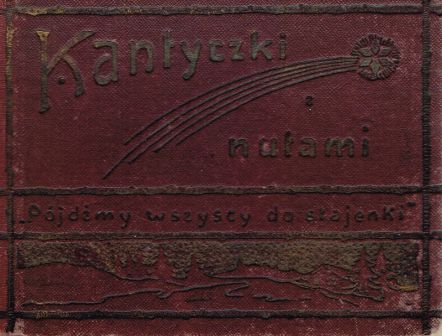 Kantyczki
z
nutami
„Pójdźmy wszyscy do stajenki"